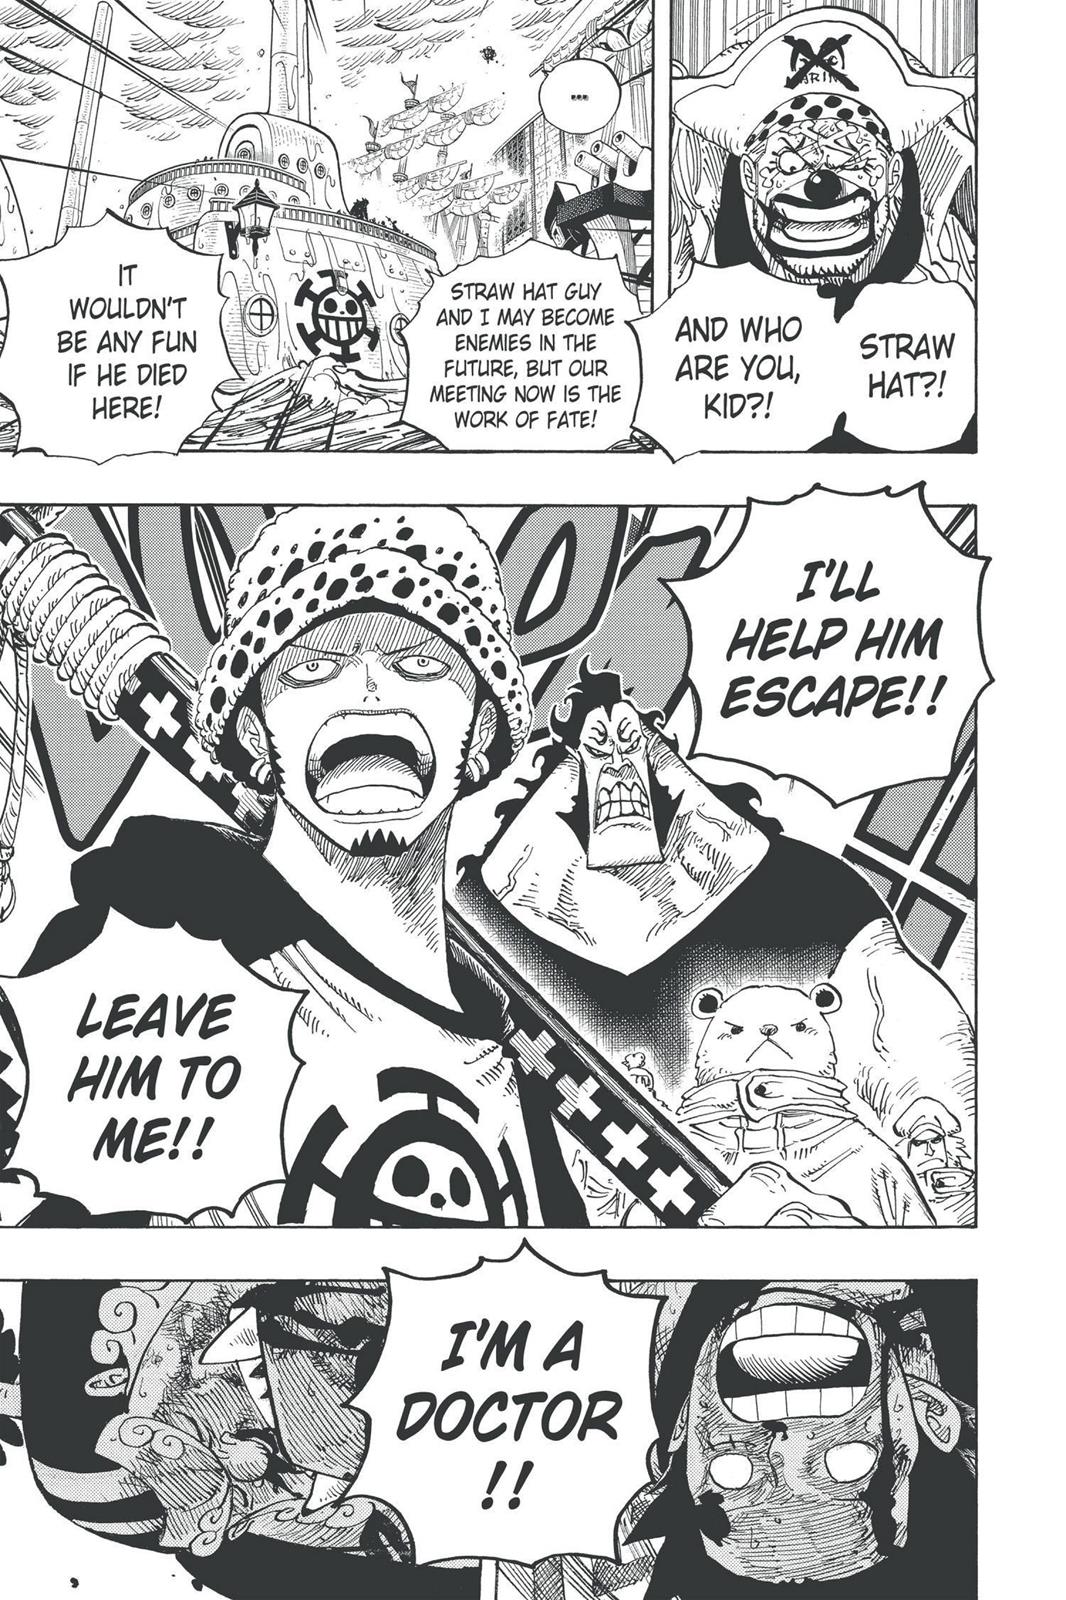 STRAW
HAT?!
AND WHO
ARE YOU,
KID?!
...
STRAW HAT GUY
AND I MAY BECOME
ENEMIES IN THE
FUTURE, BUT OUR
MEETING NOW IS THE
WORK OF FATE!
IT
WOULDN'T
BE ANY FUN
IF HE DIED
HERE!
I'LL
HELP HIM
ESCAPE!!
LEAVE
HIM TO
ME!!
I'M A
DOCTOR
!!